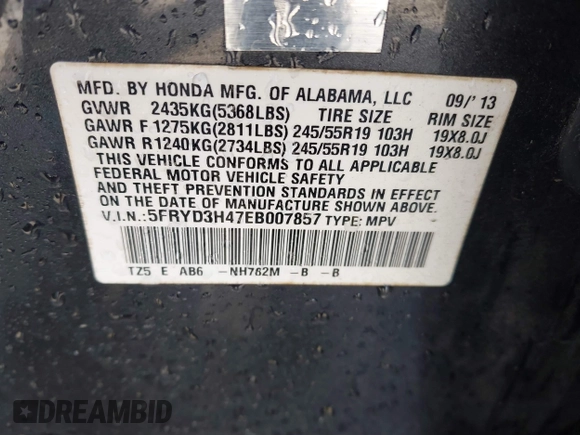 MFD. BY HONDA MFG. OF ALABAMA, LLC 09/'13
GVWR 2435KG(5368LBS) TIRE SIZE RIM SIZE
GAWR F 1275KG(2811LBS) 245/55R19 103H 19X8.0J
GAWR R1240KG(2734LBS) 245/55R19 103H 19X8.0J
THIS VEHICLE CONFORMS TO ALL APPLICABLE
FEDERAL MOTOR VEHICLE SAFETY
AND THEFT PREVENTION STANDARDS IN EFFECT
ON THE DATE OF MANUFACTURE SHOWN ABOVE
V.I.N.:5FRYD3H47EB007857 TYPE: MPV
TZ5 E AB6 -NH782M -B -B
DREAMBID